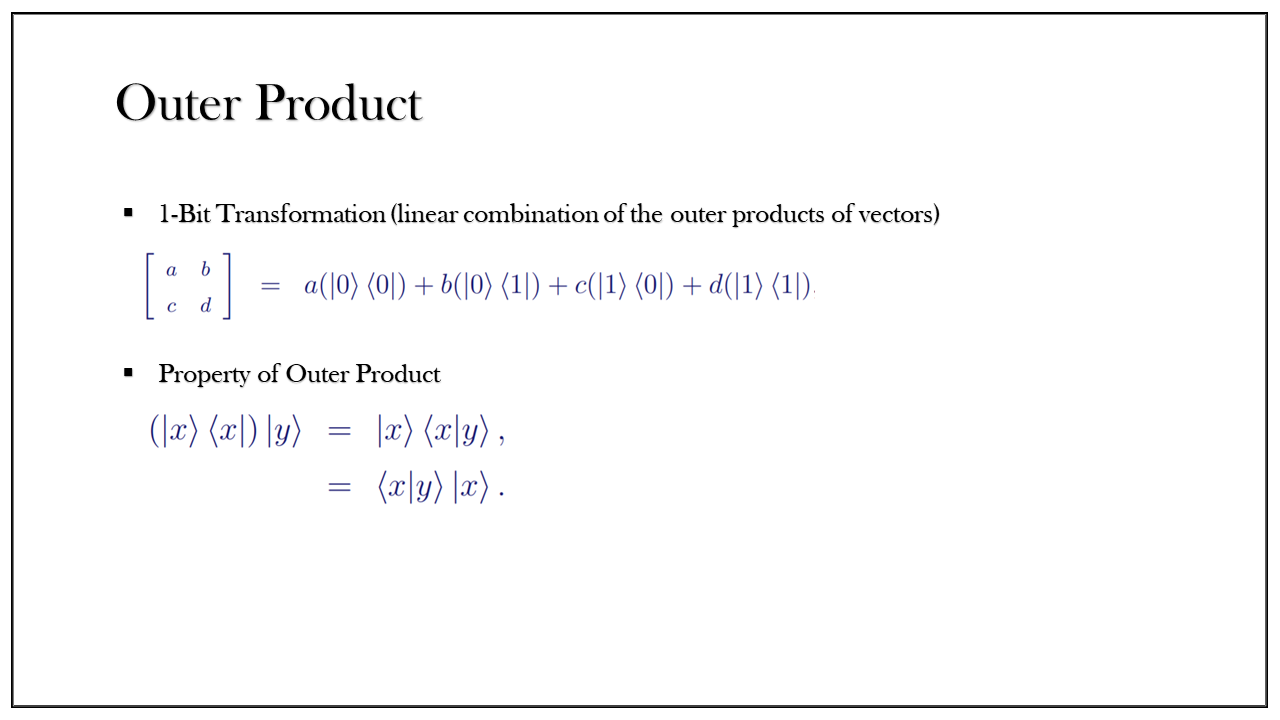 Outer Product
▪ 1-Bit Transformation (linear combination of the outer products of vectors)
[ a b
c d ] = a(|0⟩ ⟨0|) + b(|0⟩ ⟨1|) + c(|1⟩ ⟨0|) + d(|1⟩ ⟨1|).
▪ Property of Outer Product
(|x⟩ ⟨x|) |y⟩ = |x⟩ ⟨x|y⟩ ,
= ⟨x|y⟩ |x⟩ .